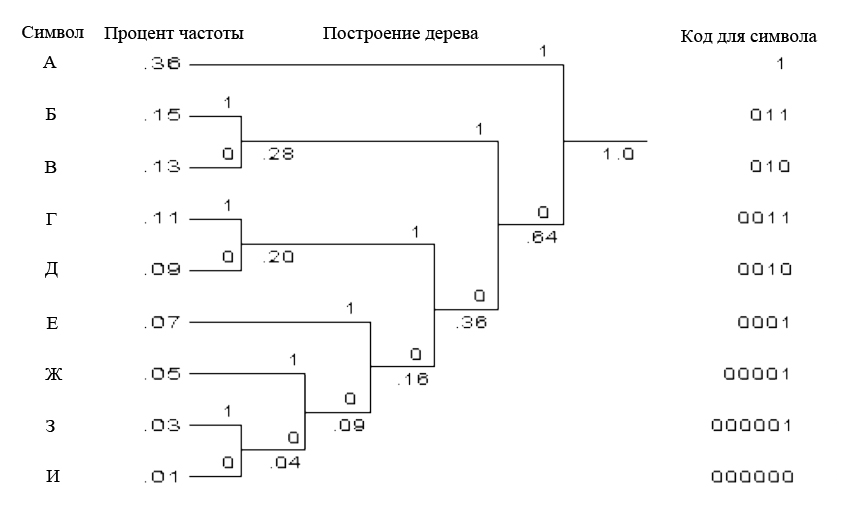 Символ Процент частоты Построение дерева Код для символа
А .36 1 1
Б .15 1 1 011
0 .28 1.0
В .13 010
Г .11 1 1 0 0011
0 .20 .64
Д .09 0010
0
Е .07 1 .36 0001
0
Ж .05 1 .16 00001
0
З .03 1 .09 000001
0
0 .04
И .01 000000